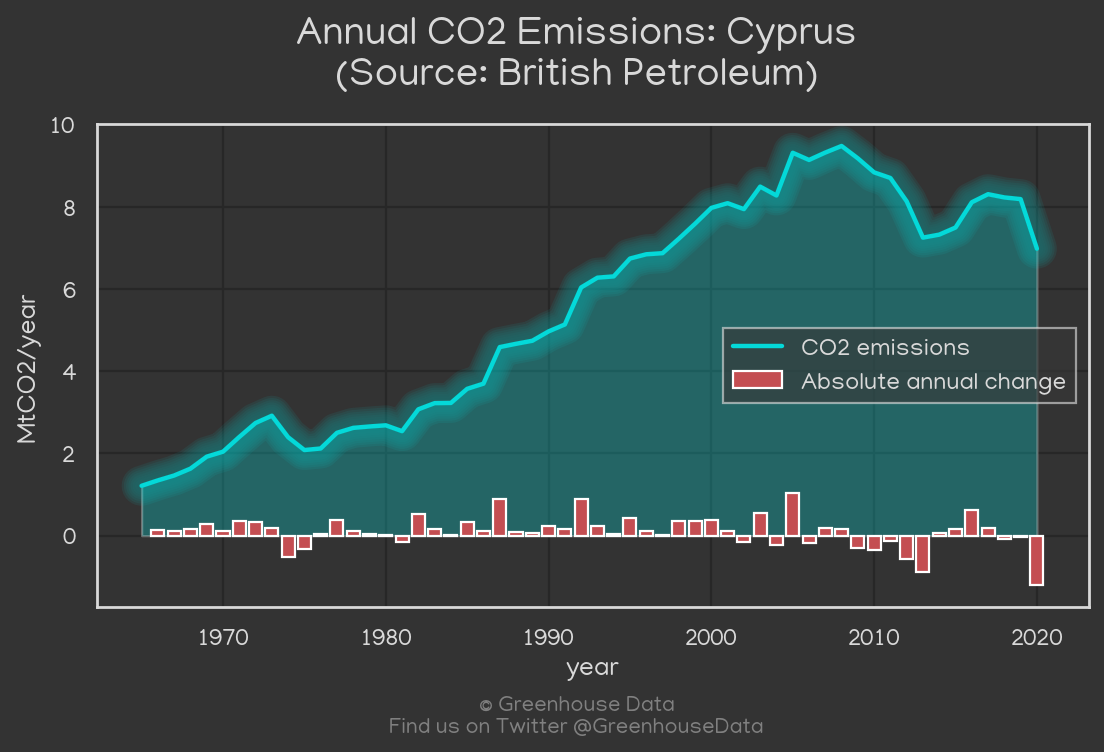 Annual CO2 Emissions: Cyprus
(Source: British Petroleum)
10
8
6
4
2
0
MtCO2/year
CO2 emissions
Absolute annual change
1970 1980 1990 2000 2010 2020
year
© Greenhouse Data
Find us on Twitter @GreenhouseData